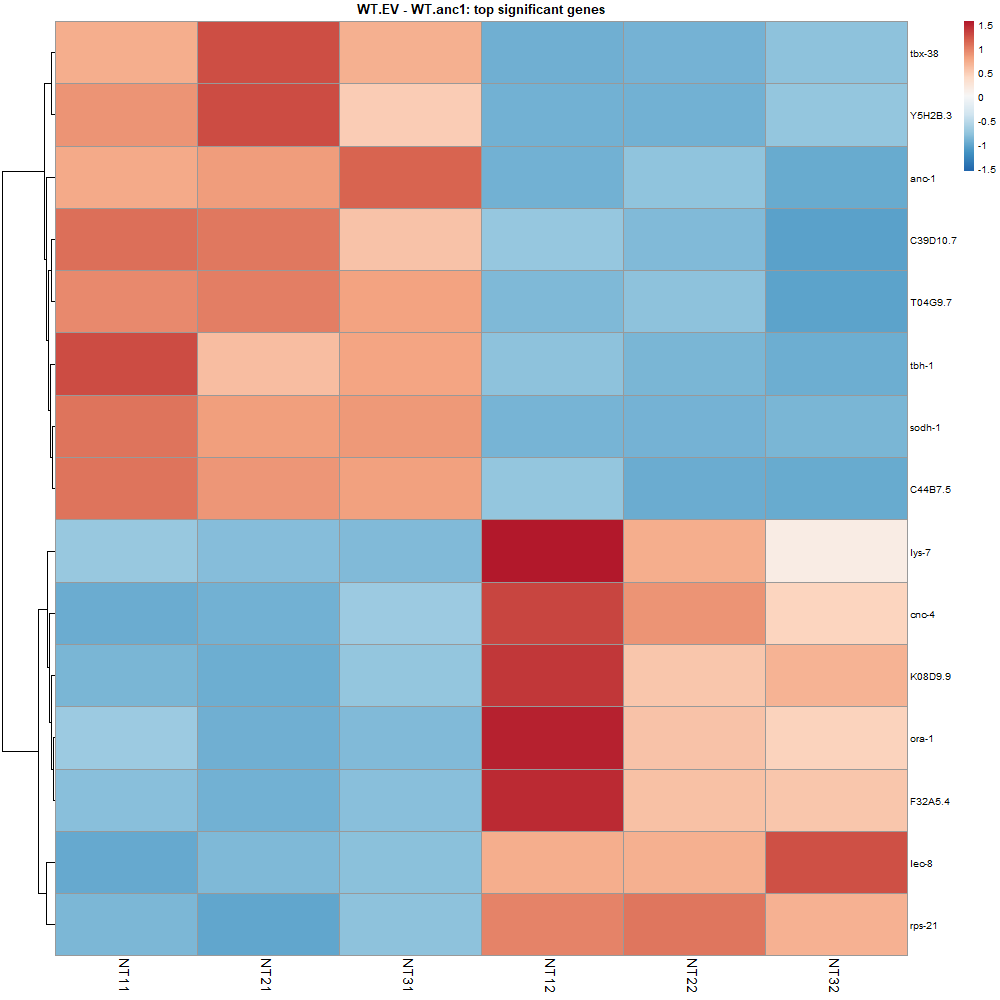 WT.EV - WT.anc1: top significant genes
1.5
1
0.5
0
-0.5
-1
-1.5
tbx-38
Y5H2B.3
anc-1
C39D10.7
T04G9.7
tbh-1
sodh-1
C44B7.5
lys-7
cnc-4
K08D9.9
ora-1
F32A5.4
lec-8
rps-21
NT11
NT21
NT31
NT12
NT22
NT32